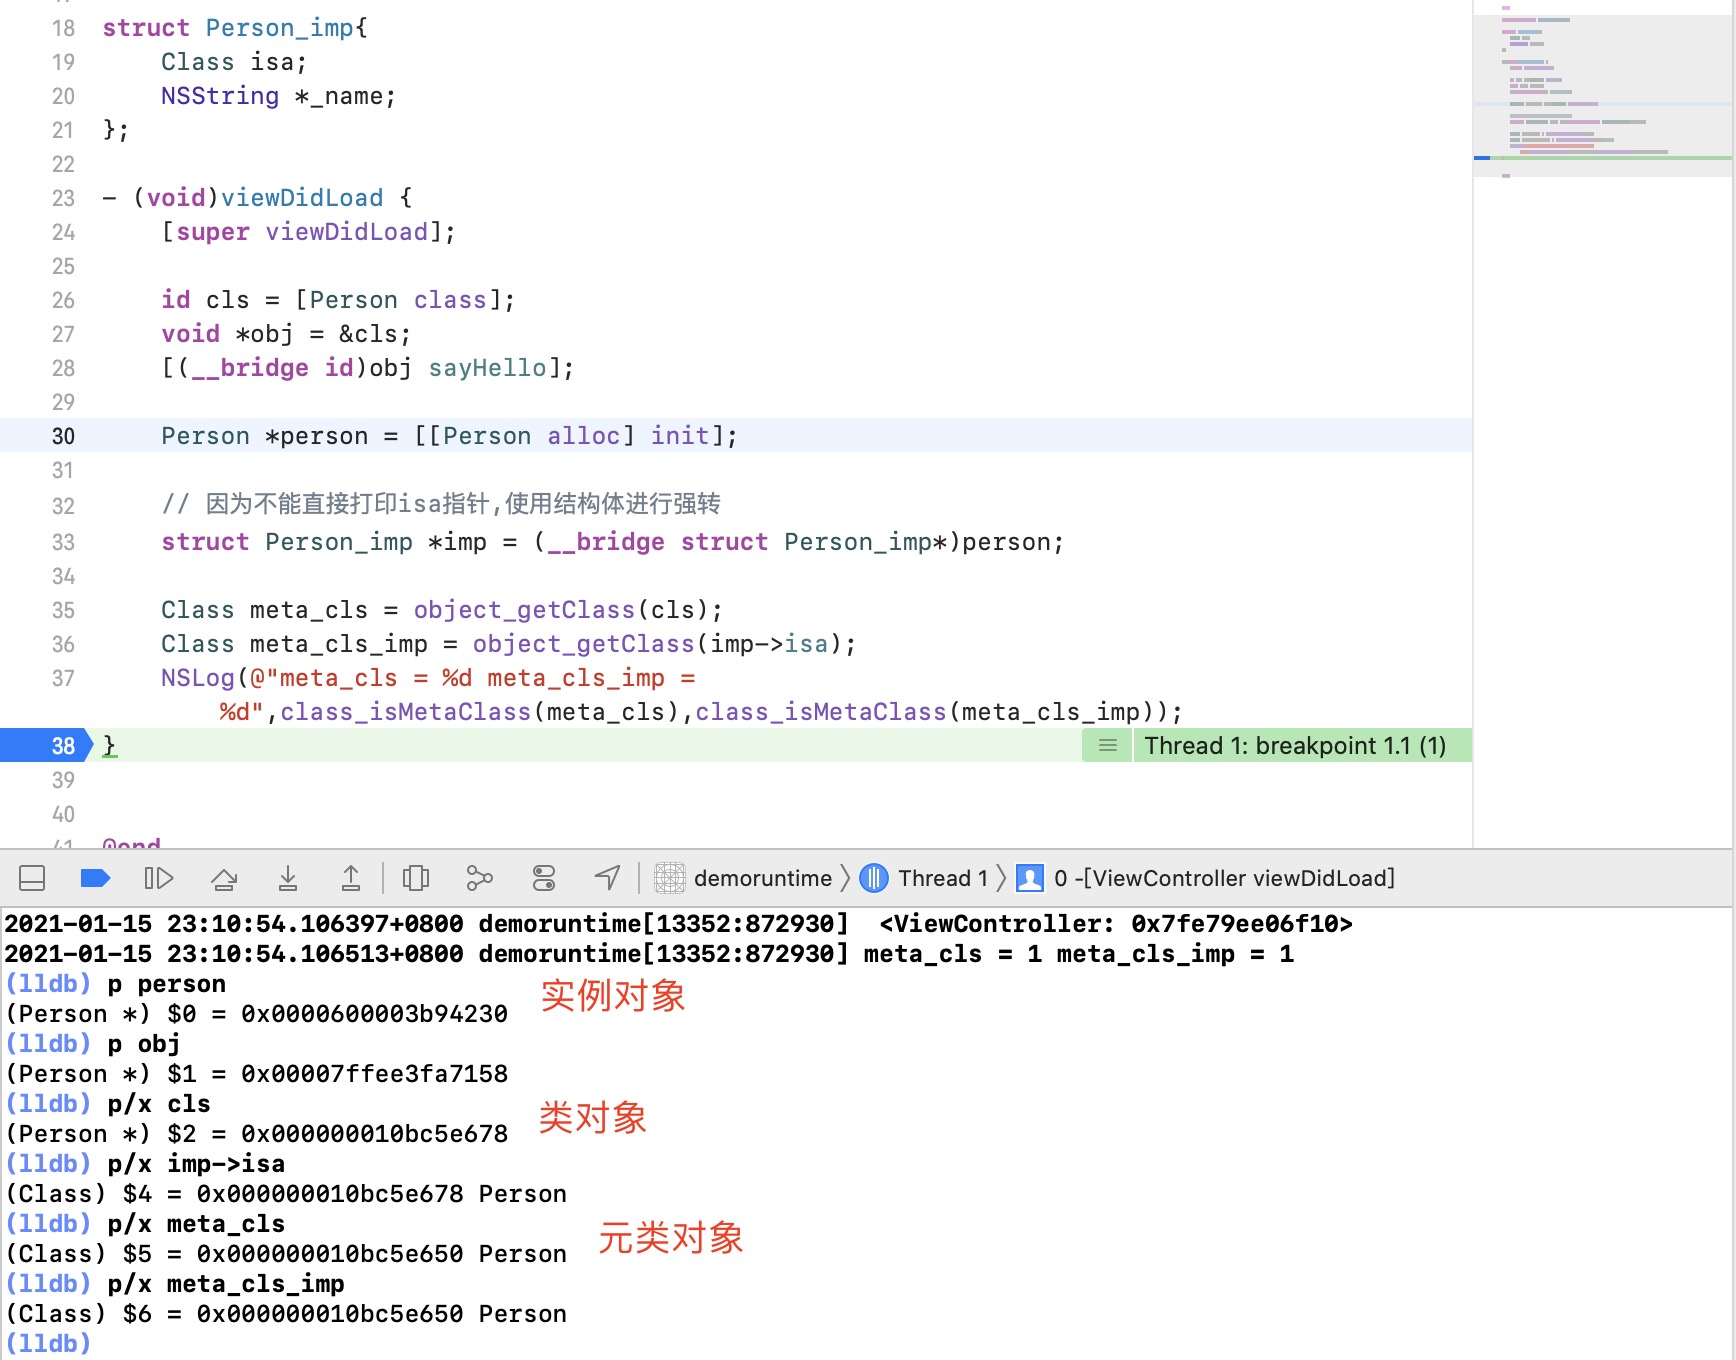 18 struct Person_imp{
19 Class isa;
20 NSString *_name;
21 };
22
23 - (void)viewDidLoad {
24 [super viewDidLoad];
25
26 id cls = [Person class];
27 void *obj = &cls;
28 [(__bridge id)obj sayHello];
29
30 Person *person = [[Person alloc] init];
31
32 // 因为不能直接打印isa指针,使用结构体进行强转
33 struct Person_imp *imp = (__bridge struct Person_imp*)person;
34
35 Class meta_cls = object_getClass(cls);
36 Class meta_cls_imp = object_getClass(imp->isa);
37 NSLog(@"meta_cls = %d meta_cls_imp =
%d",class_isMetaClass(meta_cls),class_isMetaClass(meta_cls_imp));
38 } Thread 1: breakpoint 1.1 (1)
39
40
41 @end
demoruntime Thread 1 0 -[ViewController viewDidLoad]
2021-01-15 23:10:54.106397+0800 demoruntime[13352:872930] <ViewController: 0x7fe79ee06f10>
2021-01-15 23:10:54.106513+0800 demoruntime[13352:872930] meta_cls = 1 meta_cls_imp = 1
(lldb) p person
实例对象
(Person *) $0 = 0x0000600003b94230
(lldb) p obj
(Person *) $1 = 0x00007ffee3fa7158
(lldb) p/x cls
类对象
(Person *) $2 = 0x000000010bc5e678
(lldb) p/x imp->isa
(Class) $4 = 0x000000010bc5e678 Person
(lldb) p/x meta_cls
元类对象
(Class) $5 = 0x000000010bc5e650 Person
(lldb) p/x meta_cls_imp
(Class) $6 = 0x000000010bc5e650 Person
(lldb)